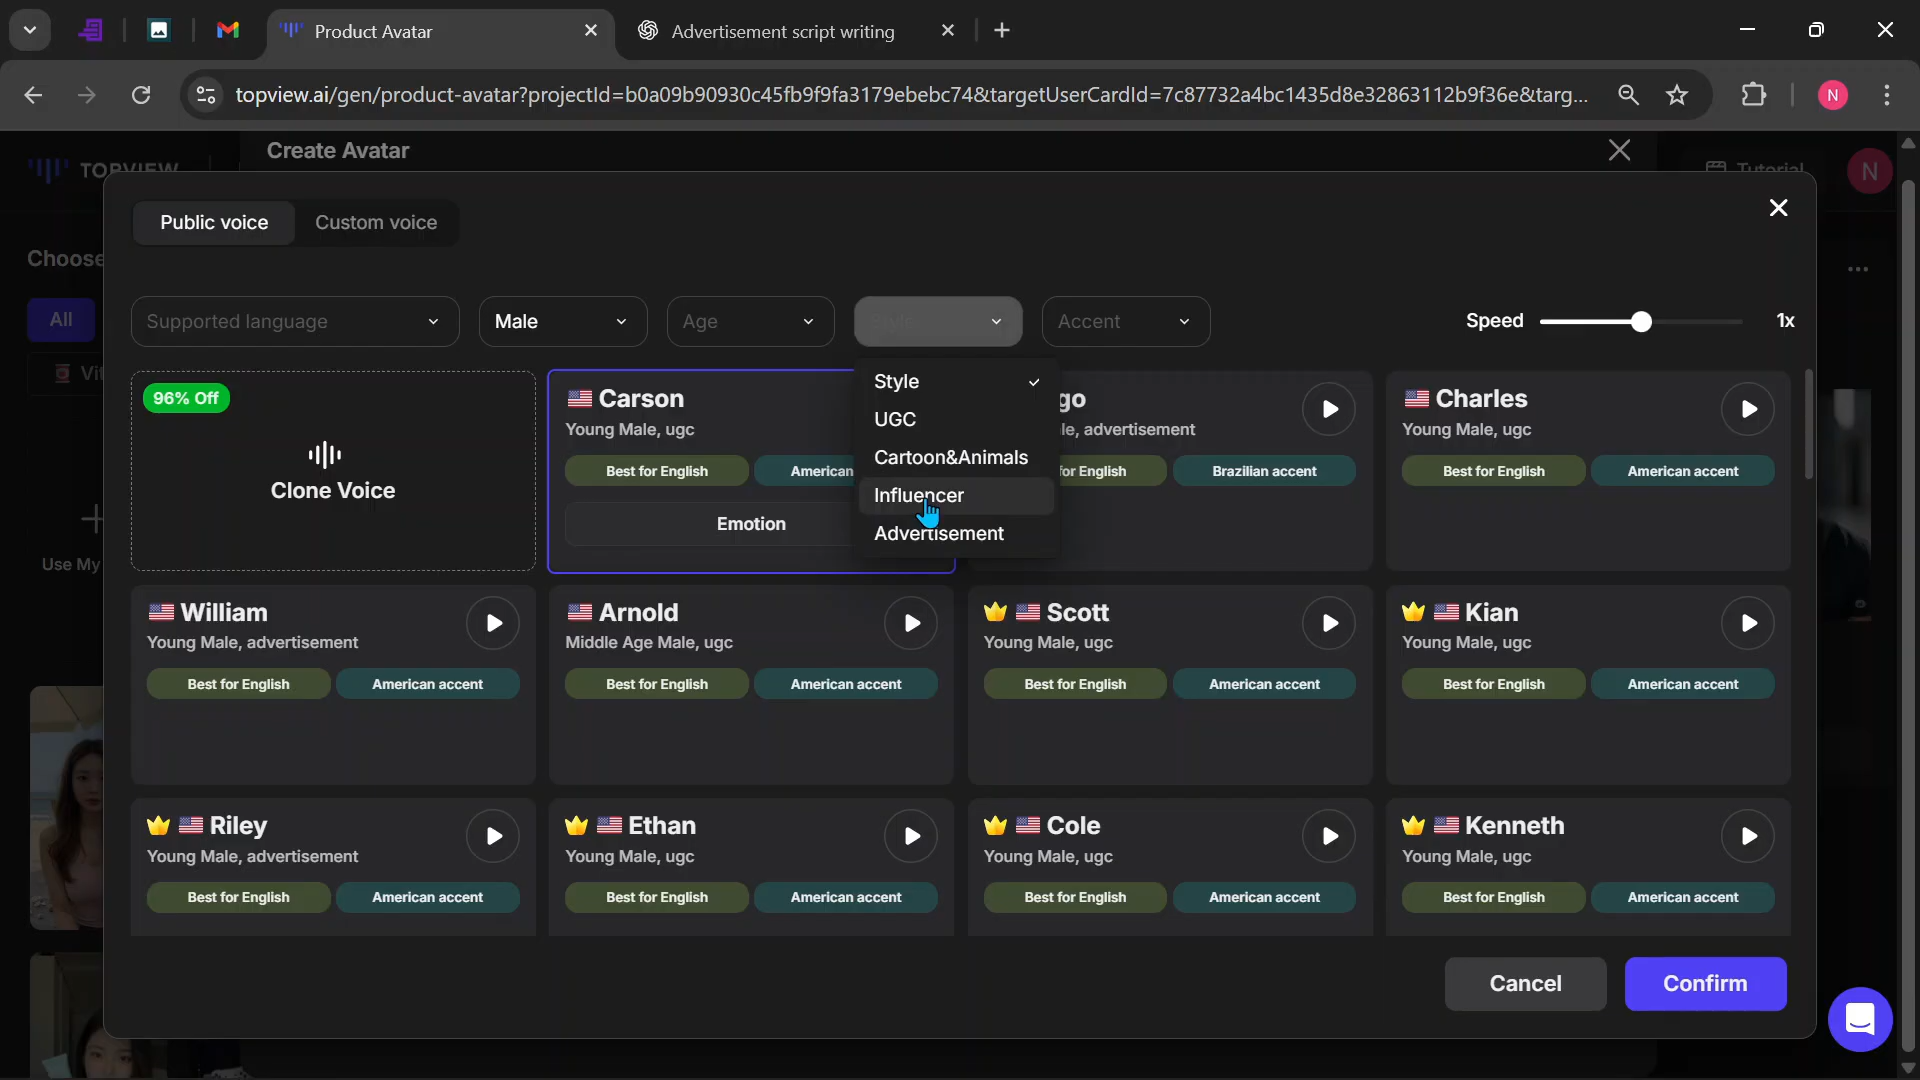 Product Avatar
Advertisement script writing
topview.ai/gen/product-avatar?projectId=b0a09b90930c45fb9f9fa3179ebebc74&targetUserCardId=7c87732a4bc1435d8e32863112b9f36e&targ...
N
Create Avatar
TOPVIEW
Tutorial
N
Public voice
Custom voice
Choose
All
Supported language
Male
Age
Style
Accent
Speed
1x
Vit
96% Off
Clone Voice
Carson
Young Male, ugc
Best for English
American
Emotion
Style
UGC
Cartoon&Animals
Influencer
Advertisement
go
le, advertisement
for English
Brazilian accent
Charles
Young Male, ugc
Best for English
American accent
Use My
William
Young Male, advertisement
Best for English
American accent
Arnold
Middle Age Male, ugc
Best for English
American accent
Scott
Young Male, ugc
Best for English
American accent
Kian
Young Male, ugc
Best for English
American accent
Riley
Young Male, advertisement
Best for English
American accent
Ethan
Young Male, ugc
Best for English
American accent
Cole
Young Male, ugc
Best for English
American accent
Kenneth
Young Male, ugc
Best for English
American accent
Cancel
Confirm